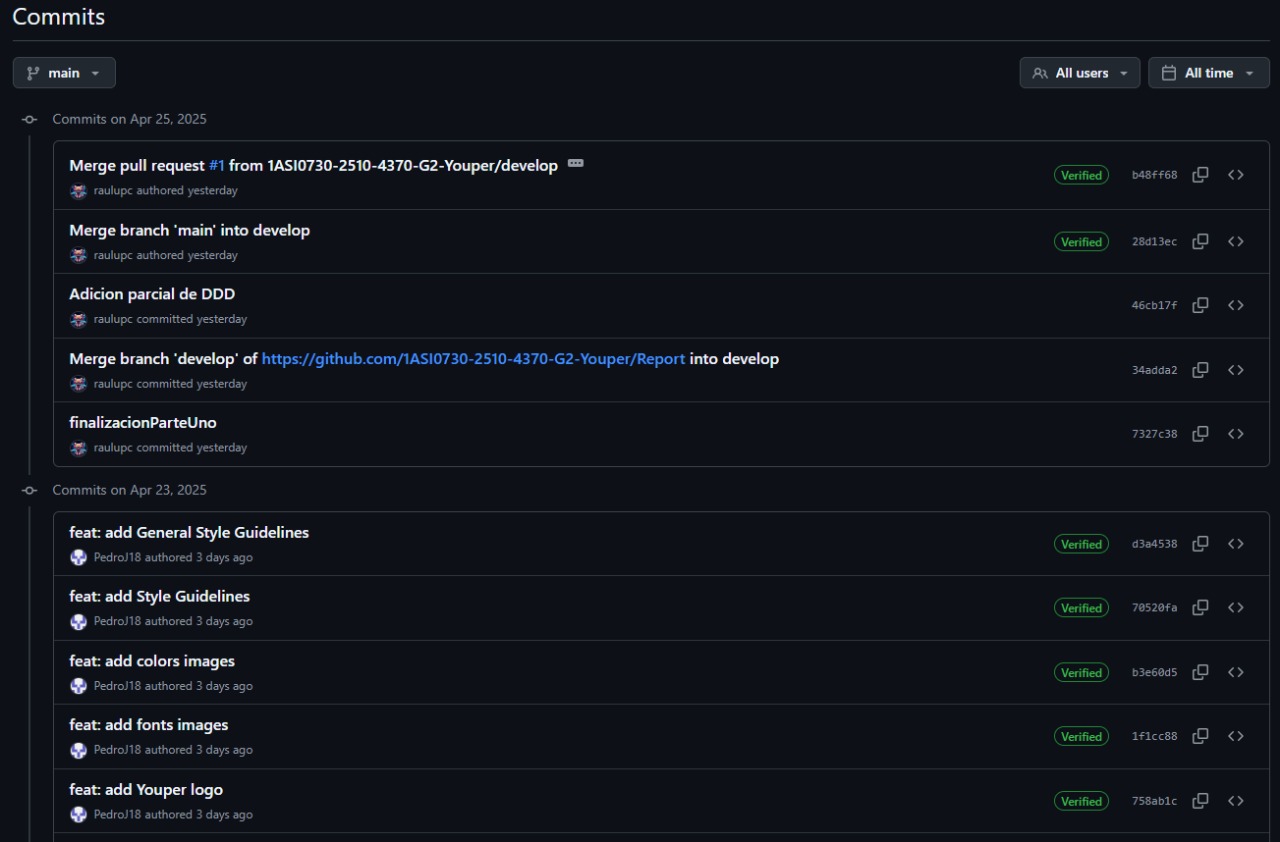 Commits
main
All users
All time
Commits on Apr 25, 2025
Merge pull request #1 from 1ASI0730-2510-4370-G2-Youper/develop
raulupc authored yesterday
Verified
b48ff68
Merge branch 'main' into develop
raulupc authored yesterday
Verified
28d13ec
Adicion parcial de DDD
raulupc committed yesterday
46cb17f
Merge branch 'develop' of https://github.com/1ASI0730-2510-4370-G2-Youper/Report into develop
raulupc committed yesterday
34adda2
finalizacionParteUno
raulupc committed yesterday
7327c38
Commits on Apr 23, 2025
feat: add General Style Guidelines
PedroJ18 authored 3 days ago
Verified
d3a4538
feat: add Style Guidelines
PedroJ18 authored 3 days ago
Verified
70520fa
feat: add colors images
PedroJ18 authored 3 days ago
Verified
b3e60d5
feat: add fonts images
PedroJ18 authored 3 days ago
Verified
1f1cc88
feat: add Youper logo
PedroJ18 authored 3 days ago
Verified
758ab1c